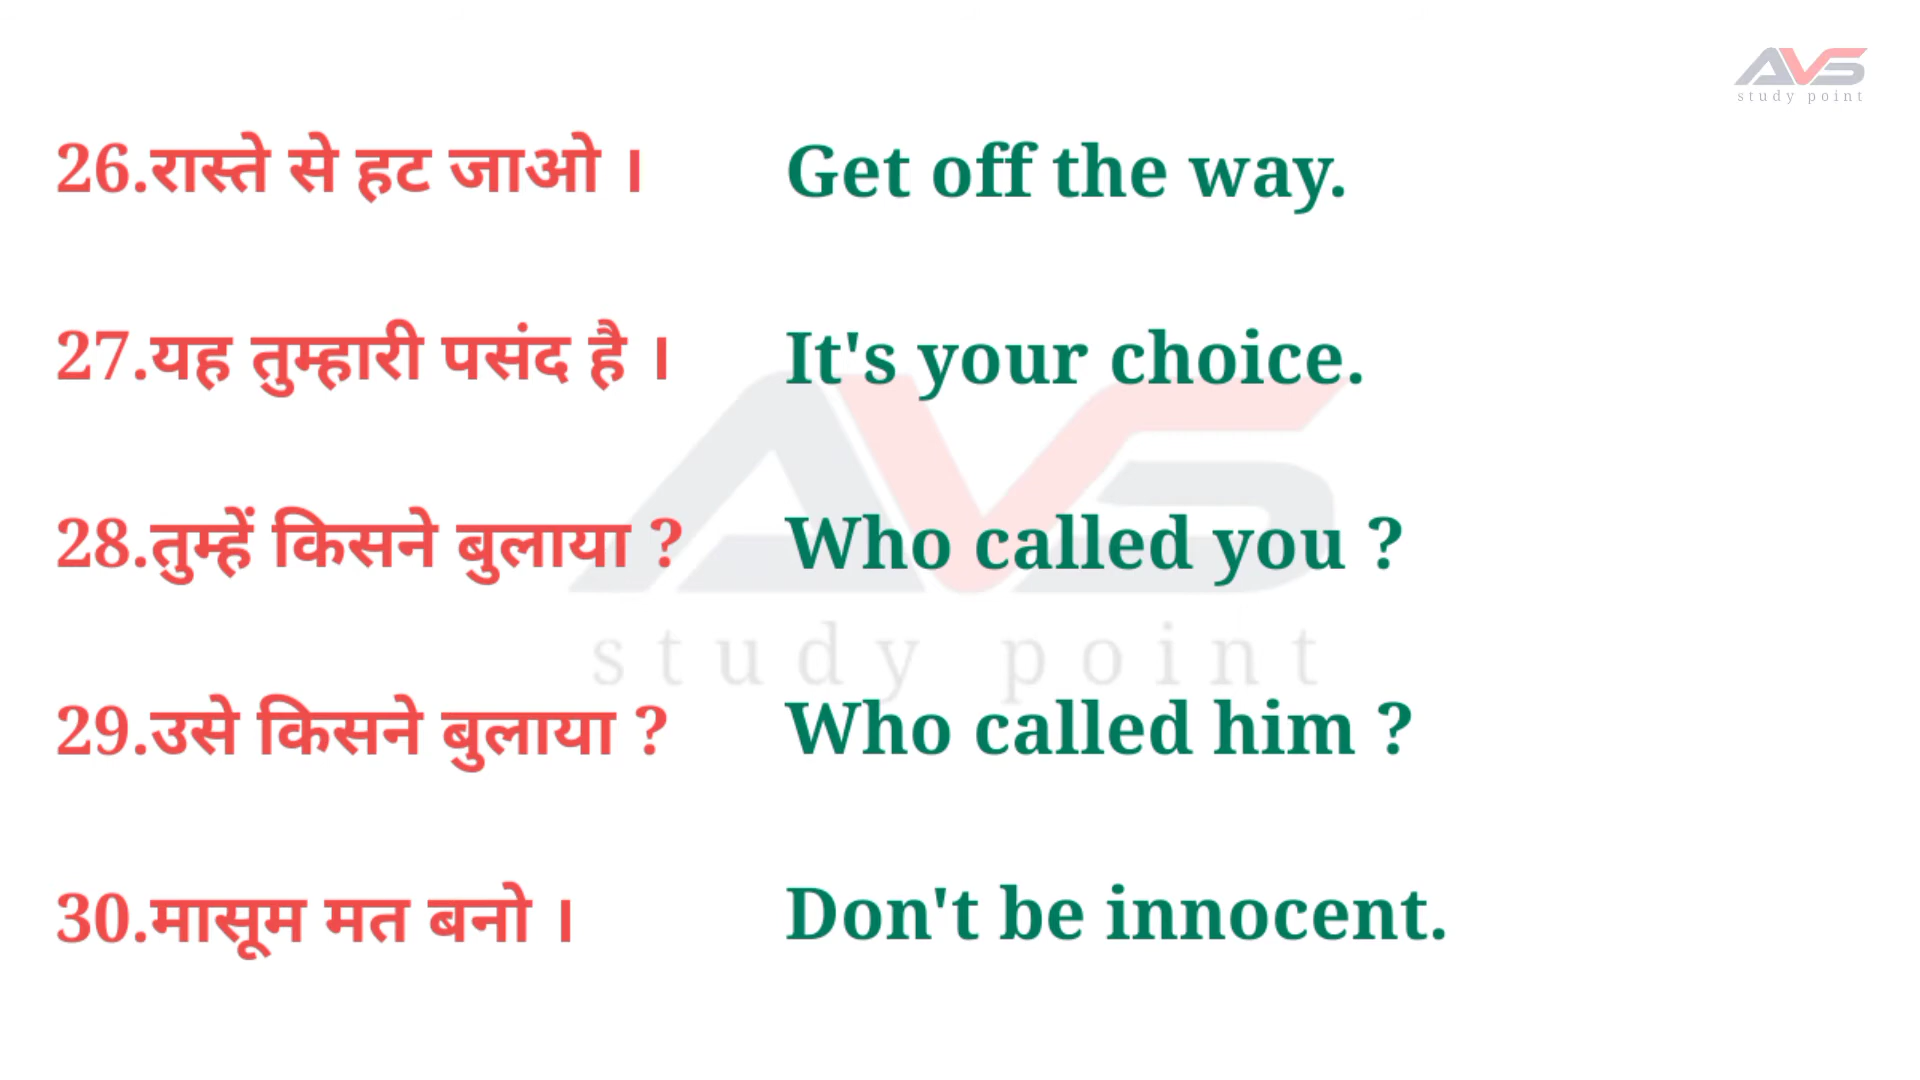 AVS
study point
26.रास्ते से हट जाओ । Get off the way.
27.यह तुम्हारी पसंद है । It's your choice.
28.तुम्हें किसने बुलाया ? Who called you ?
AVS
study point
29.उसे किसने बुलाया ? Who called him ?
30.मासूम मत बनो । Don't be innocent.